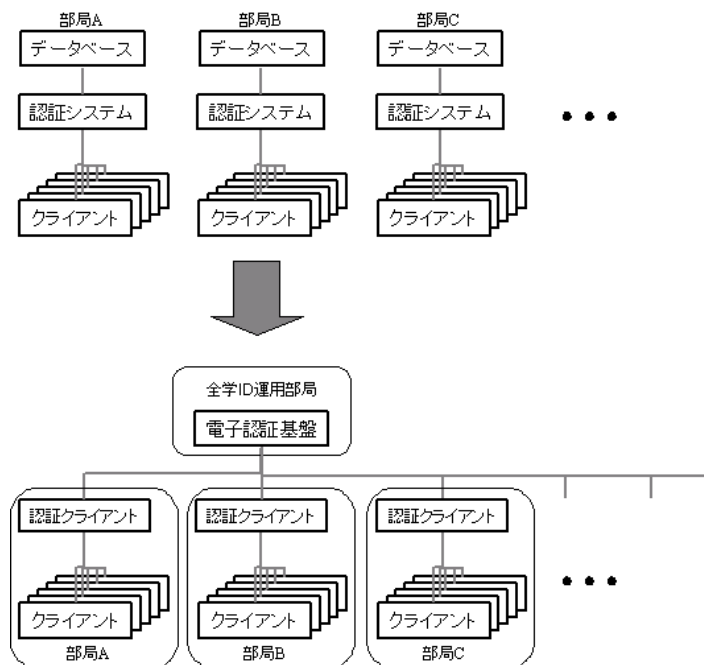 部局A 部局B 部局C
データベース データベース データベース
認証システム 認証システム 認証システム
クライアント クライアント クライアント
全学ID運用部局
電子認証基盤
認証クライアント 認証クライアント 認証クライアント
クライアント クライアント クライアント
部局A 部局B 部局C